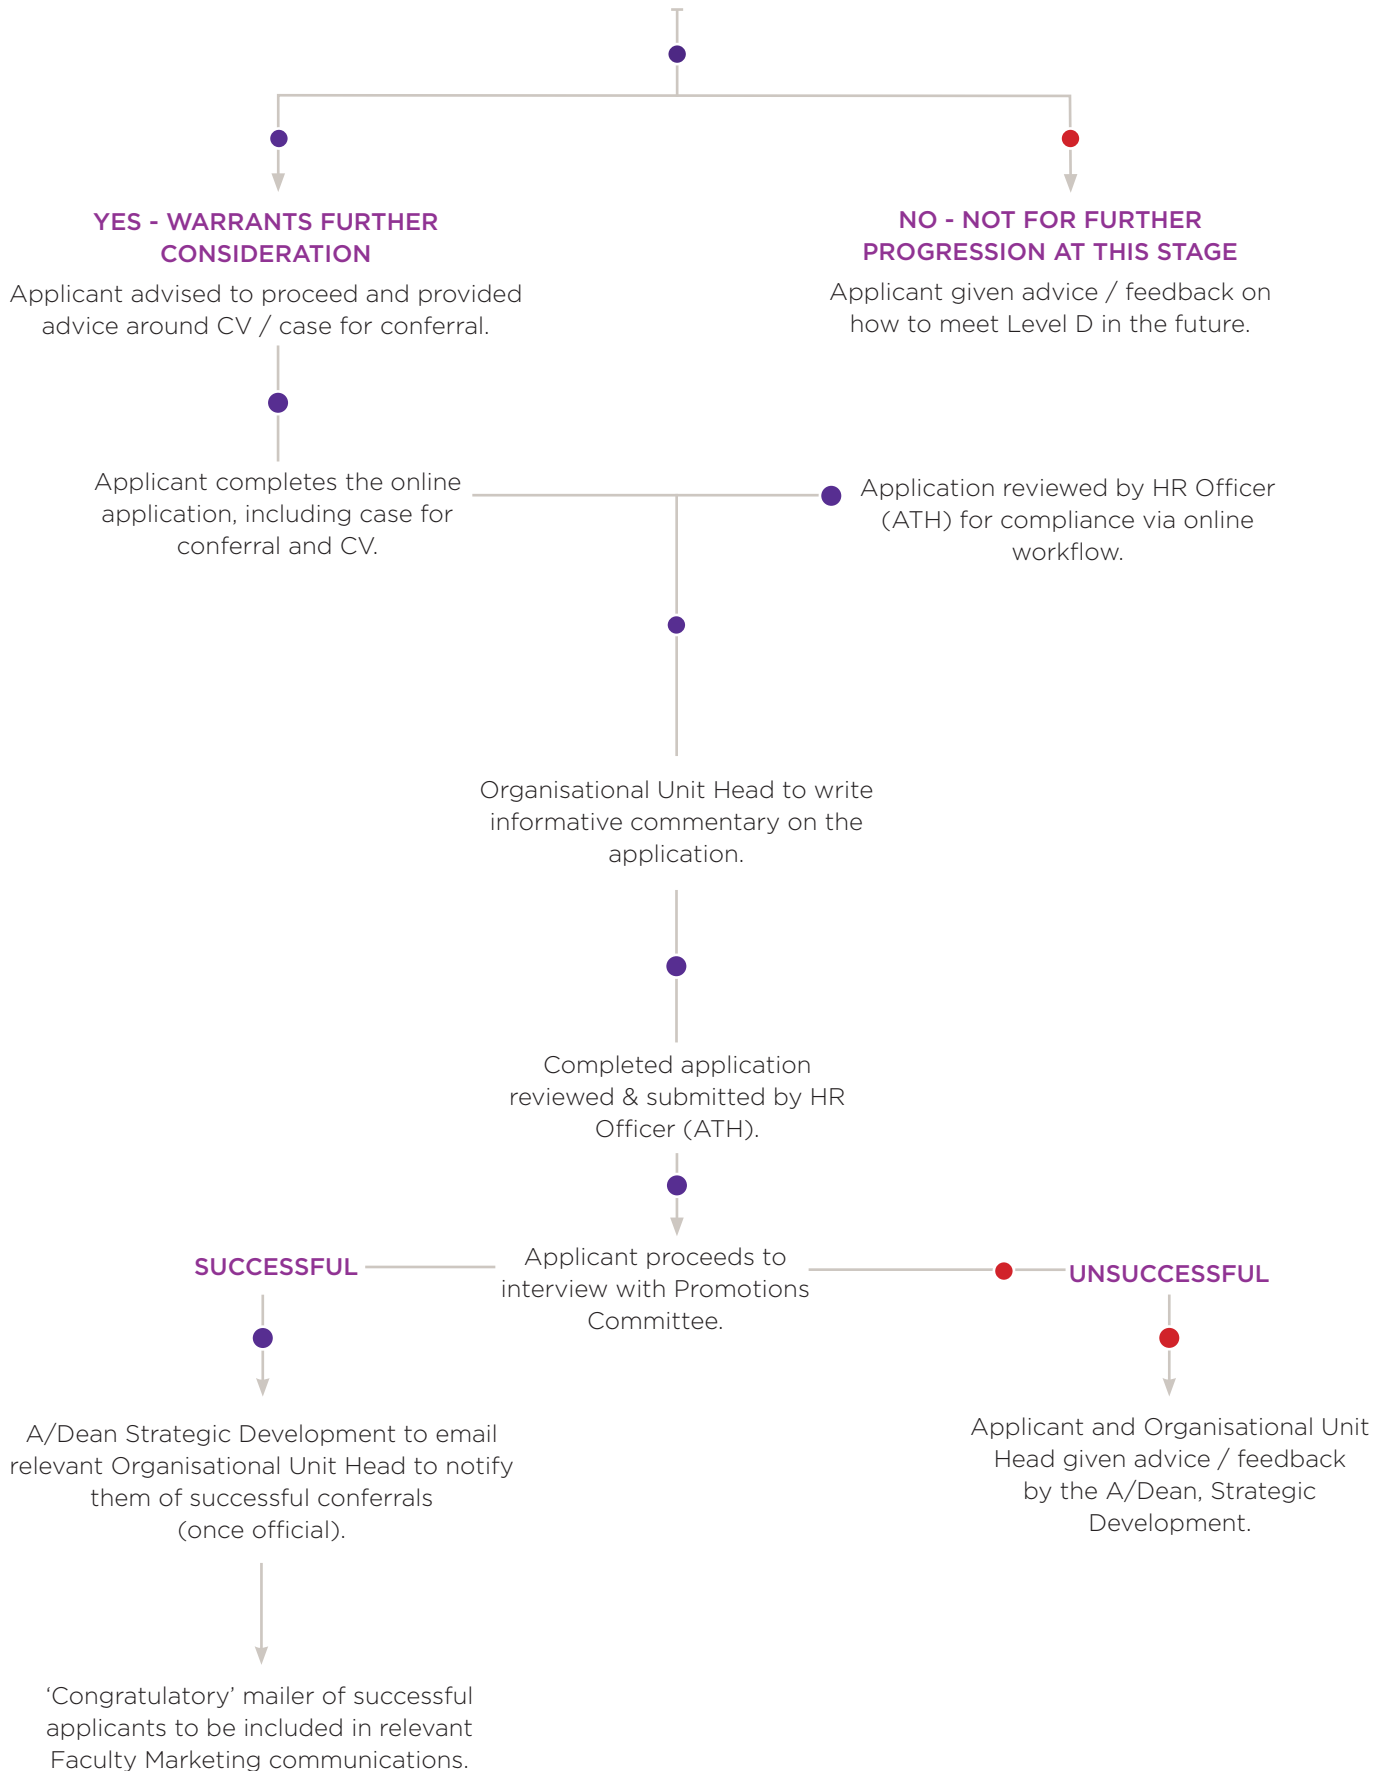 YES - WARRANTS FURTHER
CONSIDERATION
Applicant advised to proceed and provided
advice around CV / case for conferral.
NO - NOT FOR FURTHER
PROGRESSION AT THIS STAGE
Applicant given advice / feedback on
how to meet Level D in the future.
Applicant completes the online
application, including case for
conferral and CV.
Application reviewed by HR Officer
(ATH) for compliance via online
workflow.
Organisational Unit Head to write
informative commentary on the
application.
Completed application
reviewed & submitted by HR
Officer (ATH).
Applicant proceeds to
interview with Promotions
Committee.
SUCCESSFUL
UNSUCCESSFUL
A/Dean Strategic Development to email
relevant Organisational Unit Head to notify
them of successful conferrals
(once official).
Applicant and Organisational Unit
Head given advice / feedback
by the A/Dean, Strategic
Development.
‘Congratulatory’ mailer of successful
applicants to be included in relevant
Faculty Marketing communications.